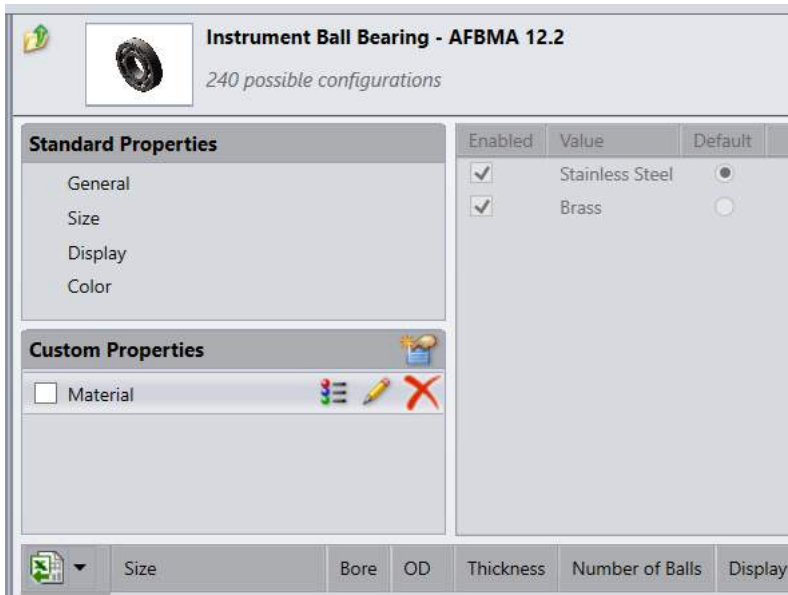 Instrument Ball Bearing - AFBMA 12.2
240 possible configurations
Standard Properties
General
Size
Display
Color
Enabled Value Default
Stainless Steel
Brass
Custom Properties
Material
Size Bore OD Thickness Number of Balls Display